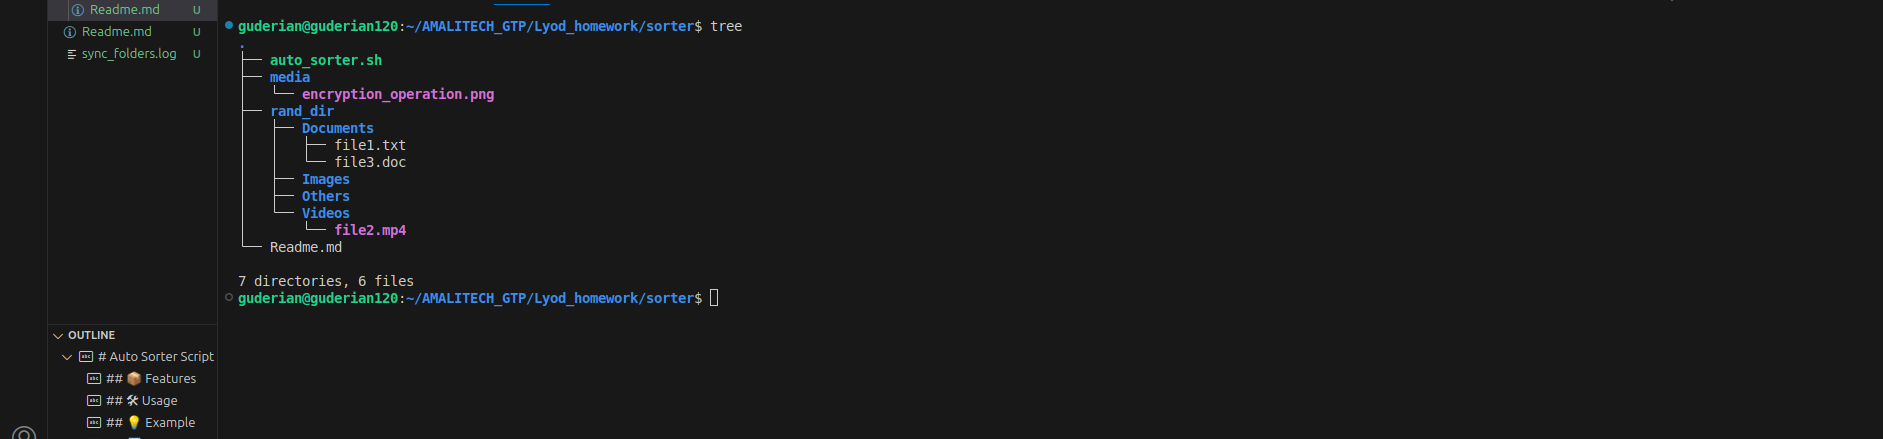 Readme.md U
Readme.md U
sync_folders.log U
OUTLINE
# Auto Sorter Script
## 📦 Features
## 🛠 Usage
## 💡 Example
guderian@guderian120:~/AMALITECH_GTP/Lyod_homework/sorter$ tree
.
├── auto_sorter.sh
├── media
│   └── encryption_operation.png
├── rand_dir
│   ├── Documents
│   │   ├── file1.txt
│   │   └── file3.doc
│   ├── Images
│   ├── Others
│   └── Videos
│       └── file2.mp4
└── Readme.md
7 directories, 6 files
guderian@guderian120:~/AMALITECH_GTP/Lyod_homework/sorter$